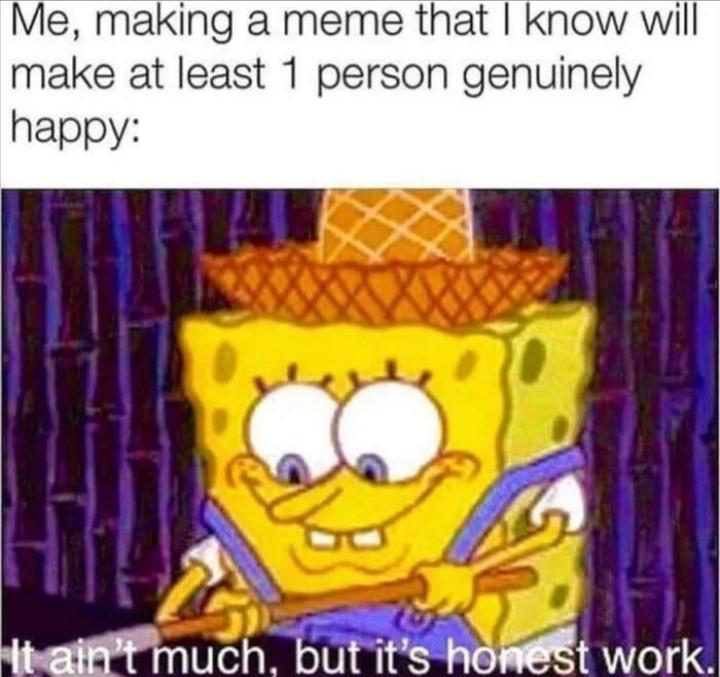 Me, making a meme that I know will
make at least 1 person genuinely
happy:
It ain't much, but it's honest work.